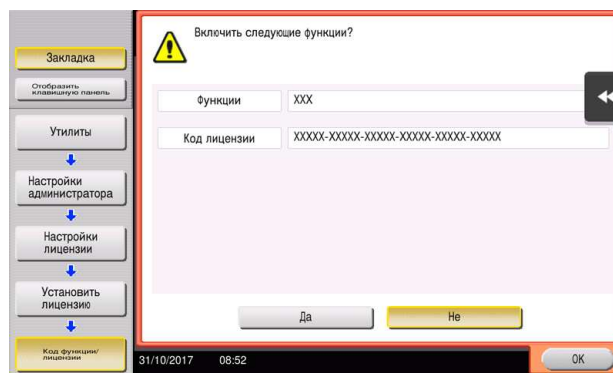 Закладка
Отобразить
клавишную панель
Утилиты
Настройки
администратора
Настройки
лицензии
Установить
лицензию
Код функции/
лицензии
Включить следующие функции?
Функции
XXX
Код лицензии
XXXXX-XXXXX-XXXXX-XXXXX-XXXXX-XXXXX
Да
Не
31/10/2017 08:52
OK